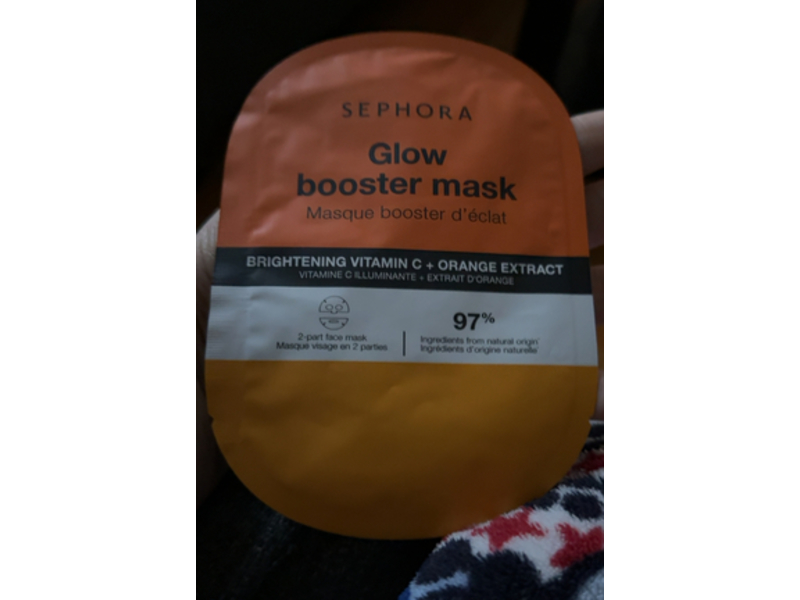 SEPHORA
Glow
booster mask
Masque booster d'éclat
BRIGHTENING VITAMIN C + ORANGE EXTRACT
VITAMINE C ILLUMINANTE + EXTRAIT D'ORANGE
2-part face mask
Masque visage en 2 parties
97%
Ingredients from natural origin*
Ingrédients d'origine naturelle*